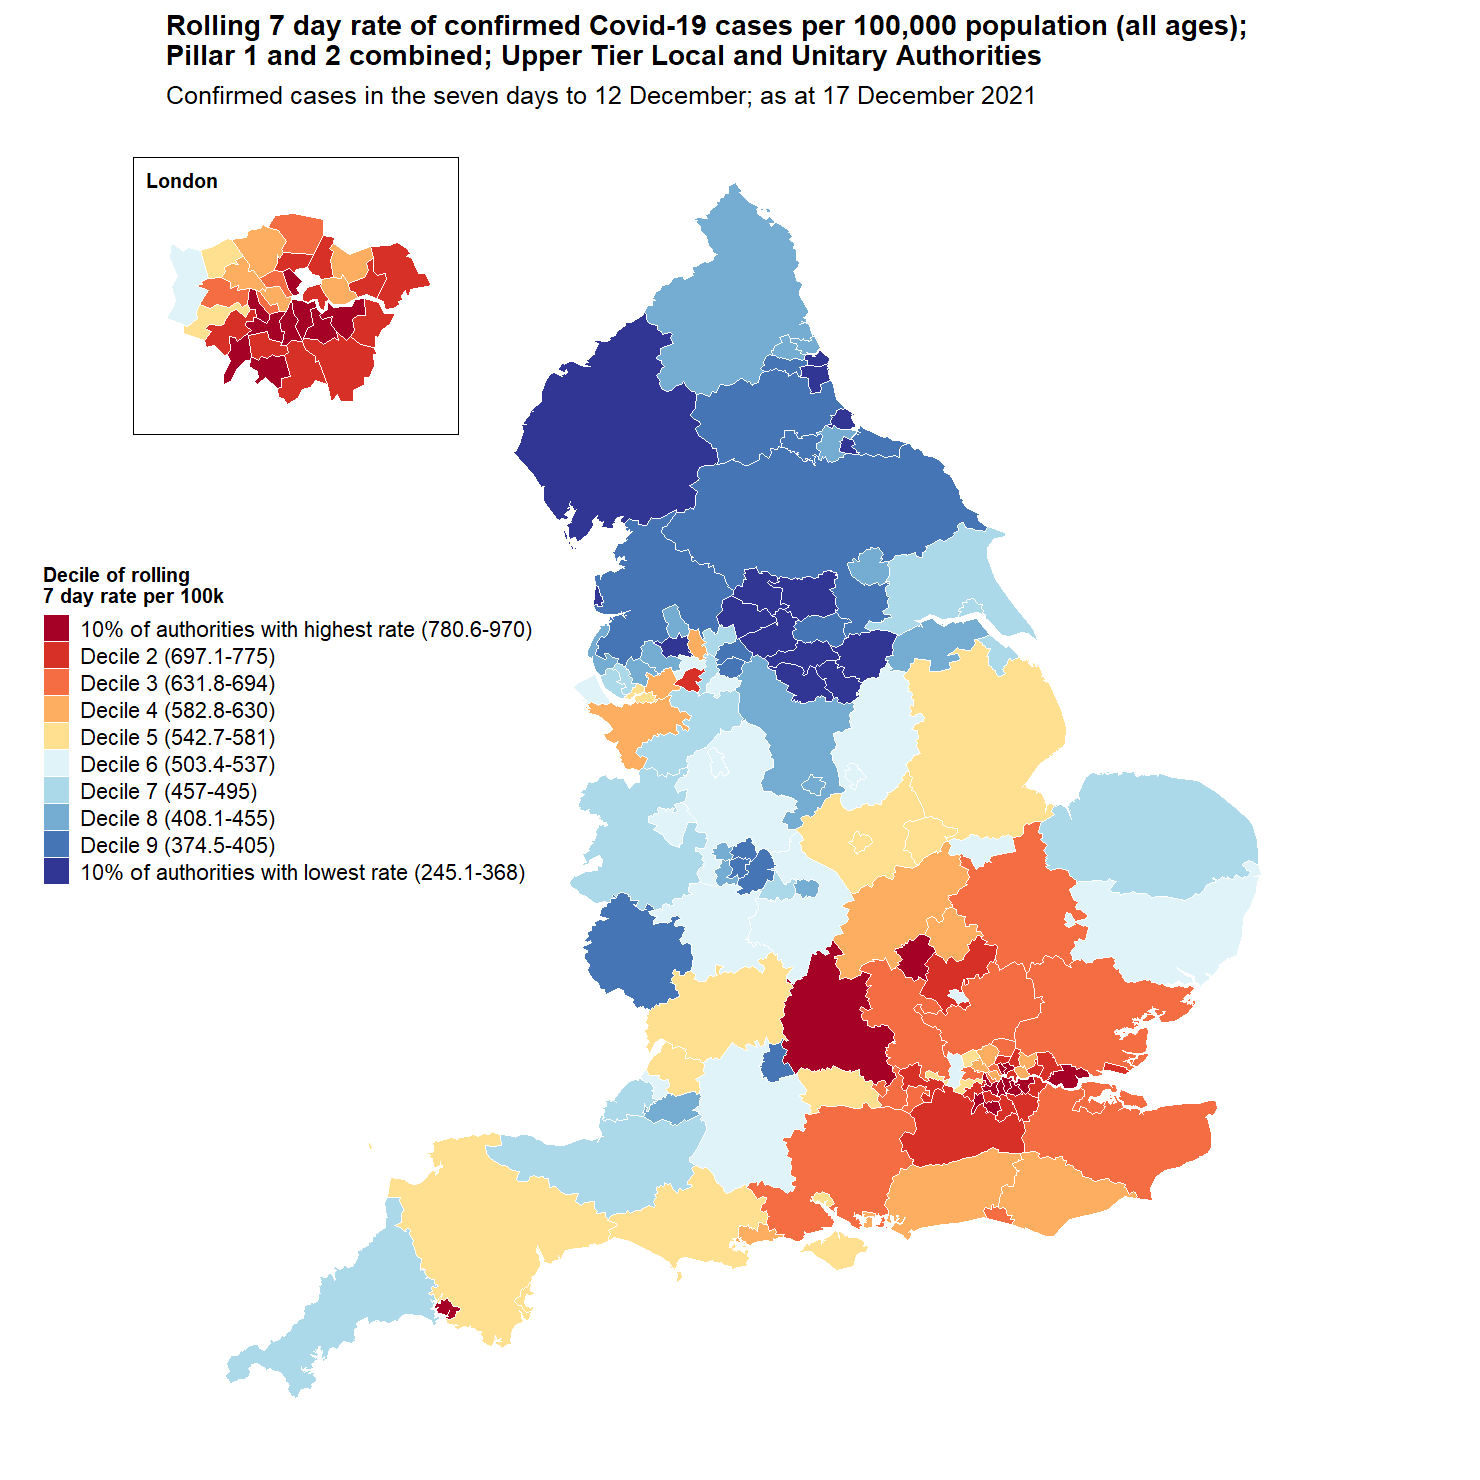 Rolling 7 day rate of confirmed Covid-19 cases per 100,000 population (all ages);
Pillar 1 and 2 combined; Upper Tier Local and Unitary Authorities
Confirmed cases in the seven days to 12 December; as at 17 December 2021
London
Decile of rolling
7 day rate per 100k
10% of authorities with highest rate (780.6-970)
Decile 2 (697.1-775)
Decile 3 (631.8-694)
Decile 4 (582.8-630)
Decile 5 (542.7-581)
Decile 6 (503.4-537)
Decile 7 (457-495)
Decile 8 (408.1-455)
Decile 9 (374.5-405)
10% of authorities with lowest rate (245.1-368)